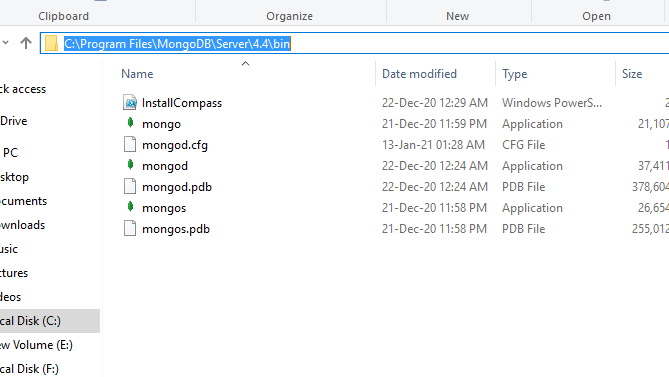 Clipboard Organize New Open
C:\Program Files\MongoDB\Server\4.4\bin
Name Date modified Type Size
ck access InstallCompass 22-Dec-20 12:29 AM Windows PowerS... 2
Drive mongo 21-Dec-20 11:59 PM Application 21,107
PC mongod.cfg 13-Jan-21 01:28 AM CFG File 1
sktop mongod 22-Dec-20 12:24 AM Application 37,411
ocuments mongod.pdb 22-Dec-20 12:24 AM PDB File 378,604
ownloads mongos 21-Dec-20 11:58 PM Application 26,654
usic mongos.pdb 21-Dec-20 11:58 PM PDB File 255,012
ctures
deos
cal Disk (C:)
ew Volume (E:)
cal Disk (F:)